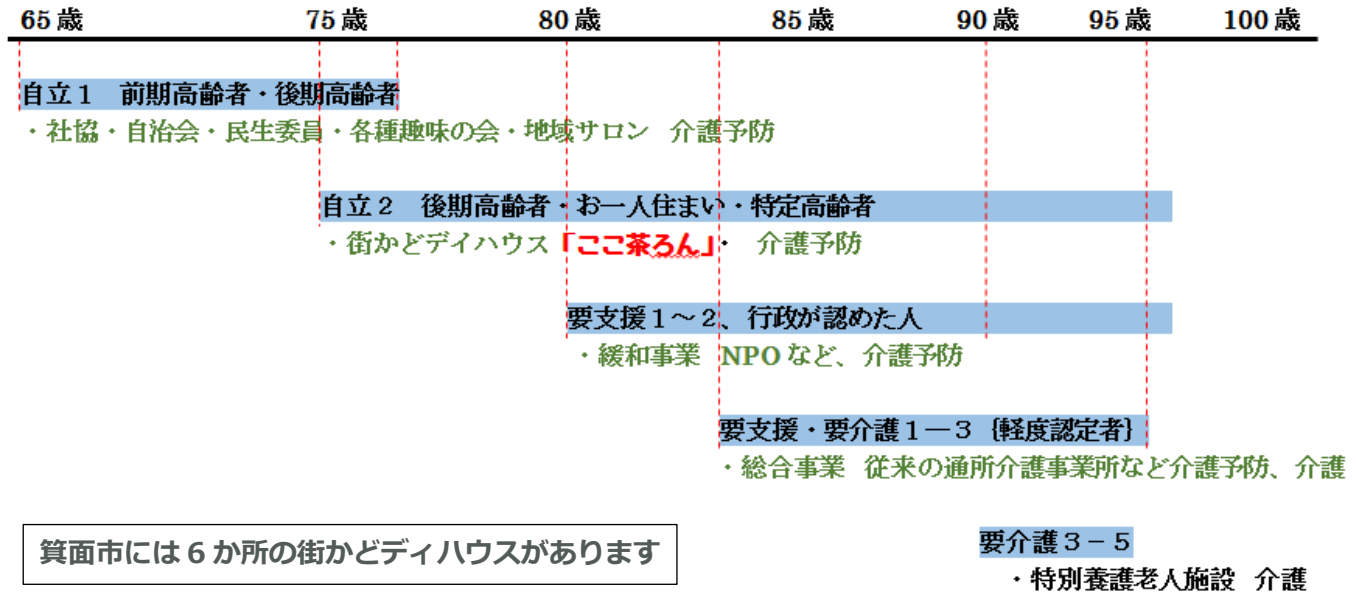 65歳 75歳 80歳 85歳 90歳 95歳 100歳
自立1 前期高齢者・後期高齢者
・社協・自治会・民生委員・各種趣味の会・地域サロン 介護予防
自立2 後期高齢者・お一人住まい・特定高齢者
・街かどデイハウス「ここ茶ろん」・ 介護予防
要支援1~2、行政が認めた人
・緩和事業 NPOなど、介護予防
要支援・要介護1―3 {軽度認定者}
・総合事業 従来の通所介護事業所など介護予防、介護
箕面市には6か所の街かどディハウスがあります
要介護3-5
・特別養護老人施設 介護